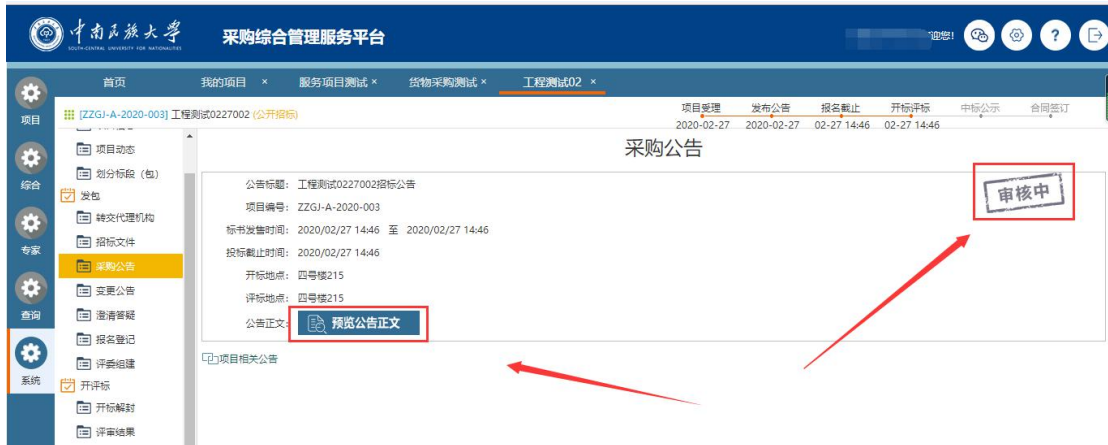 中南民族大学
SOUTH-CENTRAL UNIVERSITY FOR NATIONALITIES
采购综合管理服务平台
迎您!
首页 我的项目 × 服务项目测试 × 货物采购测试 × 工程测试02 ×
项目
综合
专家
查询
系统
[ZZGJ-A-2020-003] 工程测试0227002 (公开招标)
项目受理 发布公告 报名截止 开标评标 中标公示 合同签订
2020-02-27 2020-02-27 02-27 14:46 02-27 14:46
项目动态
划分标段（包）
发包
转交代理机构
招标文件
采购公告
变更公告
澄清答疑
报名登记
评委组建
开评标
开标解封
评审结果
采购公告
审核中
公告标题: 工程测试0227002招标公告
项目编号: ZZGJ-A-2020-003
标书发售时间: 2020/02/27 14:46 至 2020/02/27 14:46
投标截止时间: 2020/02/27 14:46
开标地点: 四号楼215
评标地点: 四号楼215
公告正文: 预览公告正文
项目相关公告